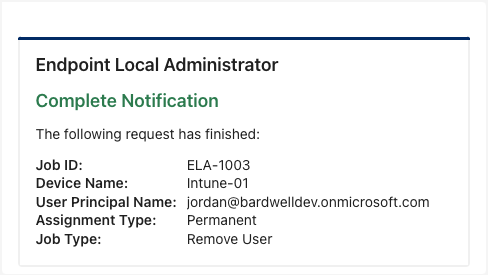 Endpoint Local Administrator
Complete Notification
The following request has finished:
Job ID: ELA-1003
Device Name: Intune-01
User Principal Name: jordan@bardwelldev.onmicrosoft.com
Assignment Type: Permanent
Job Type: Remove User